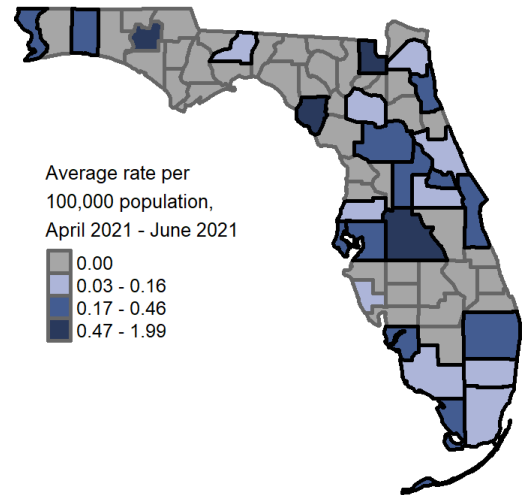 Average rate per
100,000 population,
April 2021 - June 2021
0.00
0.03 - 0.16
0.17 - 0.46
0.47 - 1.99